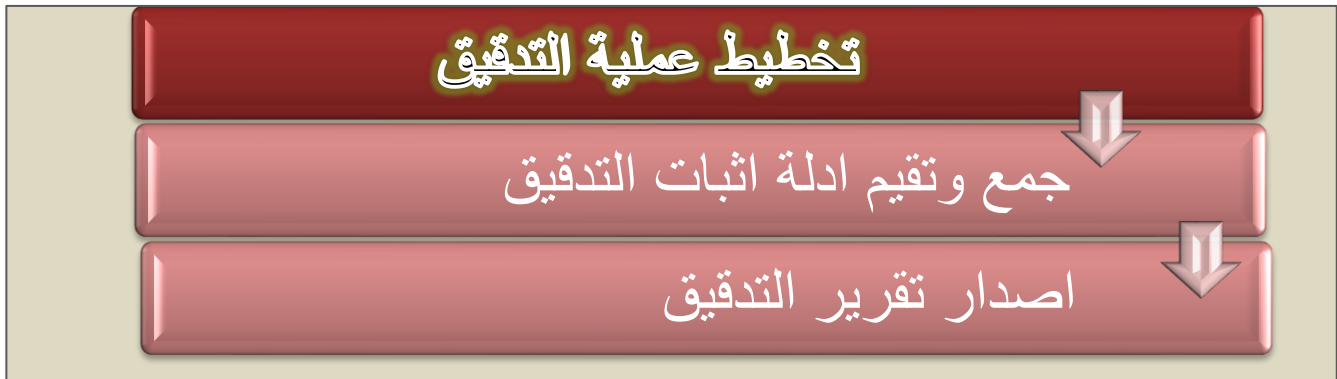 تخطيط عملية التدقيق
جمع وتقيم ادلة اثبات التدقيق
اصدار تقرير التدقيق